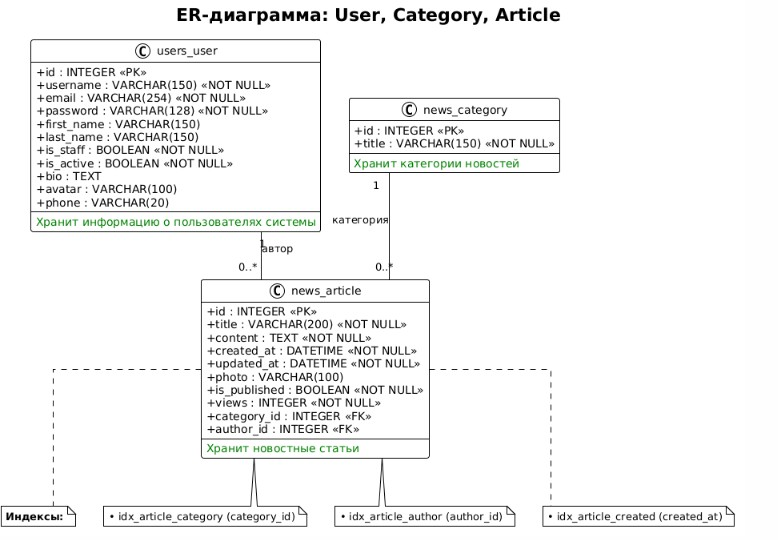 ER-диаграмма: User, Category, Article
C users_user
+id : INTEGER «PK»
+username : VARCHAR(150) «NOT NULL»
+email : VARCHAR(254) «NOT NULL»
+password : VARCHAR(128) «NOT NULL»
+first_name : VARCHAR(150)
+last_name : VARCHAR(150)
+is_staff : BOOLEAN «NOT NULL»
+is_active : BOOLEAN «NOT NULL»
+bio : TEXT
+avatar : VARCHAR(100)
+phone : VARCHAR(20)
Хранит информацию о пользователях системы
C news_category
+id : INTEGER «PK»
+title : VARCHAR(150) «NOT NULL»
Хранит категории новостей
1
категория
0..*
1
автор
0..*
C news_article
+id : INTEGER «PK»
+title : VARCHAR(200) «NOT NULL»
+content : TEXT «NOT NULL»
+created_at : DATETIME «NOT NULL»
+updated_at : DATETIME «NOT NULL»
+photo : VARCHAR(100)
+is_published : BOOLEAN «NOT NULL»
+views : INTEGER «NOT NULL»
+category_id : INTEGER «FK»
+author_id : INTEGER «FK»
Хранит новостные статьи
Индексы:
• idx_article_category (category_id)
• idx_article_author (author_id)
• idx_article_created (created_at)